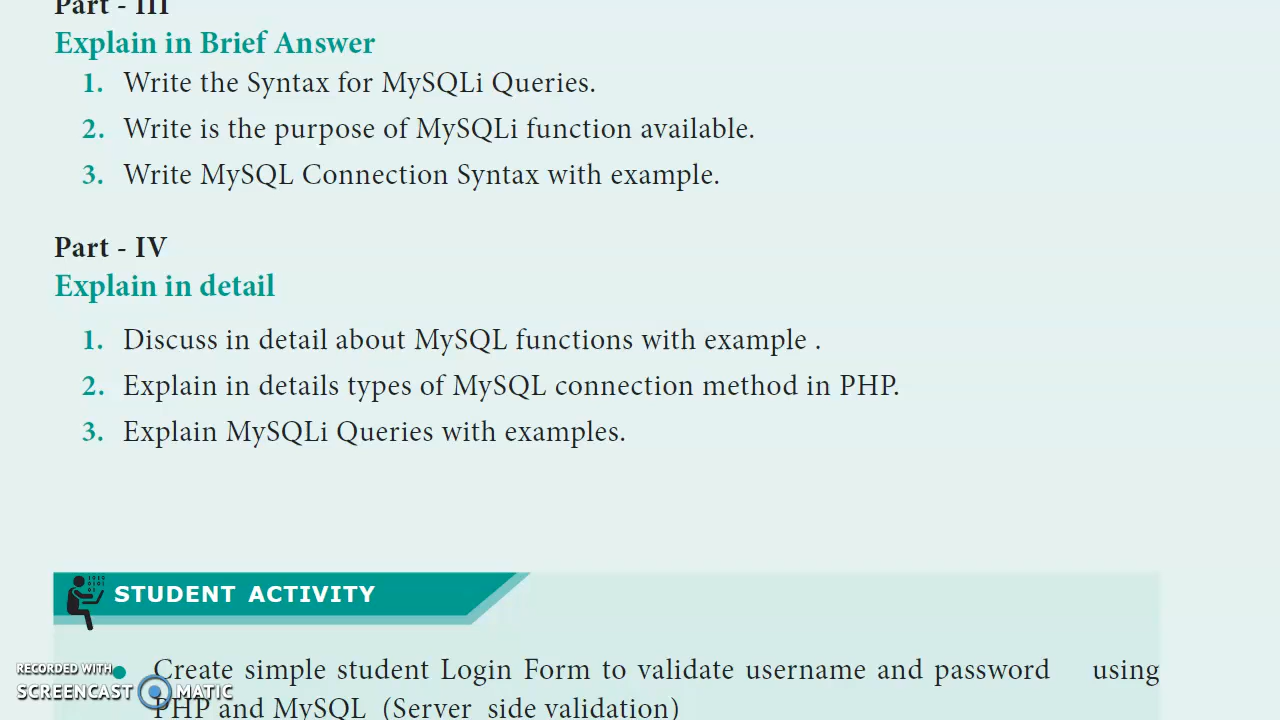 Part - III
Explain in Brief Answer
1. Write the Syntax for MySQLi Queries.
2. Write is the purpose of MySQLi function available.
3. Write MySQL Connection Syntax with example.
Part - IV
Explain in detail
1. Discuss in detail about MySQL functions with example .
2. Explain in details types of MySQL connection method in PHP.
3. Explain MySQLi Queries with examples.
STUDENT ACTIVITY
Create simple student Login Form to validate username and password using
PHP and MySQL (Server side validation)
RECORDED WITH
SCREENCAST MATIC